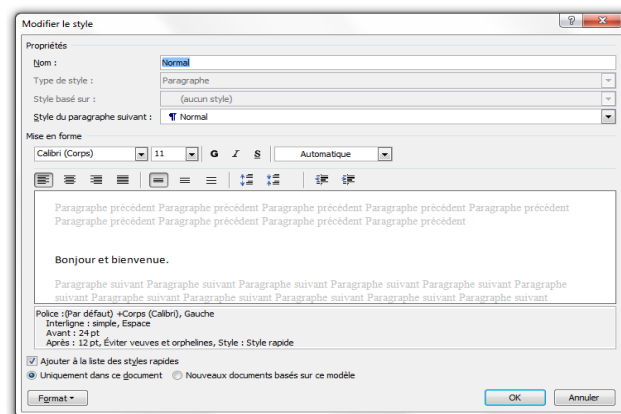 Modifier le style
Propriétés
Nom : Normal
Type de style : Paragraphe
Style basé sur : (aucun style)
Style du paragraphe suivant : ¶ Normal
Mise en forme
Calibri (Corps) 11 G I S Automatique
Paragraphe précédent Paragraphe précédent Paragraphe précédent Paragraphe précédent Paragraphe précédent
Paragraphe précédent Paragraphe précédent Paragraphe précédent Paragraphe précédent
Bonjour et bienvenue.
Paragraphe suivant Paragraphe suivant Paragraphe suivant Paragraphe suivant Paragraphe suivant Paragraphe
suivant Paragraphe suivant Paragraphe suivant Paragraphe suivant Paragraphe suivant Paragraphe suivant
Police :(Par défaut) +Corps (Calibri), Gauche
Interligne : simple, Espace
Avant : 24 pt
Après : 12 pt, Éviter veuves et orphelines, Style : Style rapide
Ajouter à la liste des styles rapides
Uniquement dans ce document Nouveaux documents basés sur ce modèle
Format OK Annuler